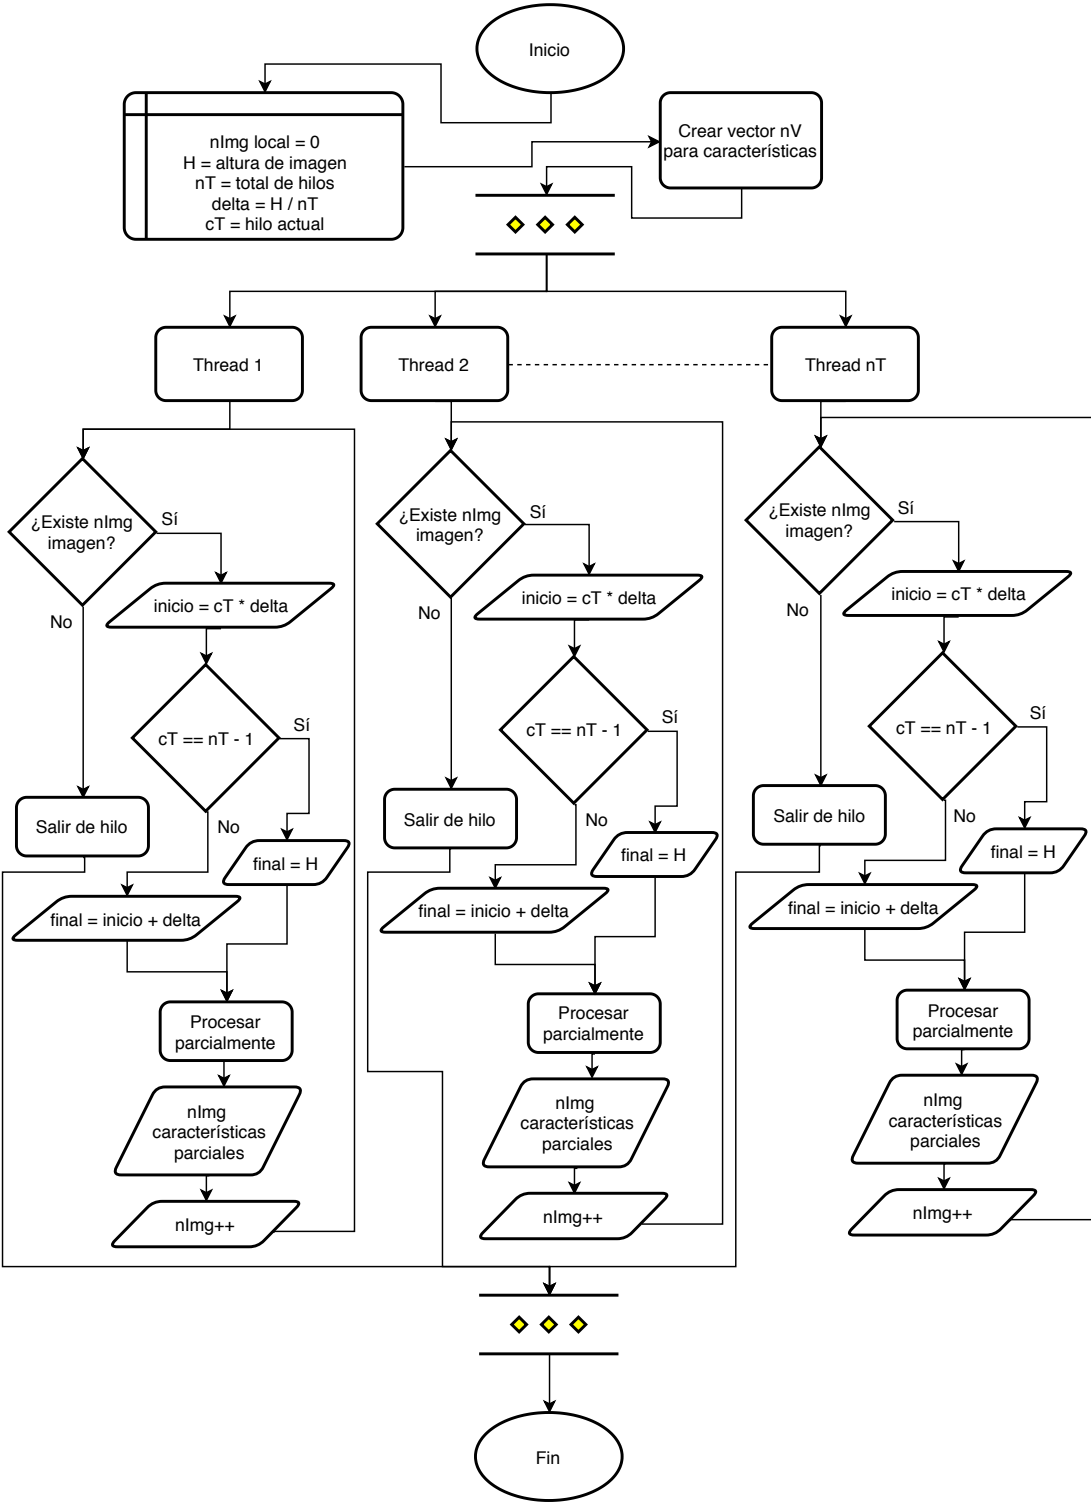 Inicio
nImg local = 0
H = altura de imagen
nT = total de hilos
delta = H / nT
cT = hilo actual
Crear vector nV
para características
Thread 1
Thread 2
Thread nT
¿Existe nImg
imagen?
Sí
No
inicio = cT * delta
cT == nT - 1
Sí
No
Salir de hilo
final = H
final = inicio + delta
Procesar
parcialmente
nImg
características
parciales
nImg++
¿Existe nImg
imagen?
Sí
No
inicio = cT * delta
cT == nT - 1
Sí
No
Salir de hilo
final = H
final = inicio + delta
Procesar
parcialmente
nImg
características
parciales
nImg++
¿Existe nImg
imagen?
Sí
No
inicio = cT * delta
cT == nT - 1
Sí
No
Salir de hilo
final = H
final = inicio + delta
Procesar
parcialmente
nImg
características
parciales
nImg++
Fin